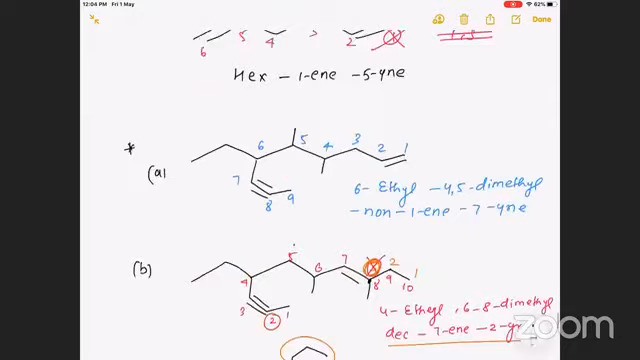 12:04 PM Fri 1 May
62%
Done
6 5 4 3 2
Hex - 1-ene - 5-yne
*
(a)
6 5 4 3 2 1
7 8 9
6- Ethyl - 4,5-dimethyl
-non-1-ene-7-yne
(b)
4 5 6 7 8 9 10
2 1
3 2 1
4-Ethyl, 6-8-dimethyl
dec-7-ene-2-yne
zoom